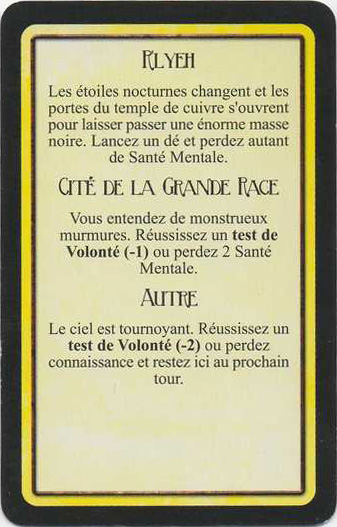 RLYEH
Les étoiles nocturnes changent et les
portes du temple de cuivre s'ouvrent
pour laisser passer une énorme masse
noire. Lancez un dé et perdez autant
de Santé Mentale.
CITÉ DE LA GRANDE RACE
Vous entendez de monstrueux
murmures. Réussissez un test de
Volonté (-1) ou perdez 2 Santé
Mentale.
AUTRE
Le ciel est tournoyant. Réussissez un
test de Volonté (-2) ou perdez
connaissance et restez ici au prochain
tour.